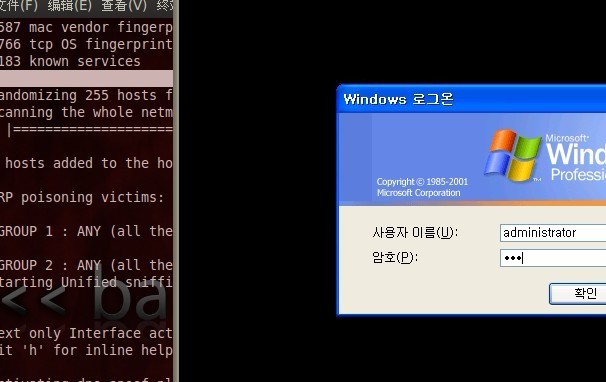 文件(F) 编辑(E) 查看(V) 终
587 mac vendor fingerp
766 tcp OS fingerprint
183 known services
andomizing 255 hosts f
canning the whole netm
|=====================
hosts added to the ho
RP poisoning victims:
GROUP 1 : ANY (all the
GROUP 2 : ANY (all the
tarting Unified sniffi
<< ba
ext only Interface act
it 'h' for inline help
Windows 로그온
Microsoft
Wind
Professio
Copyright © 1985-2001
Microsoft Corporation
사용자 이름(U):
administrator
암호(P):
확인